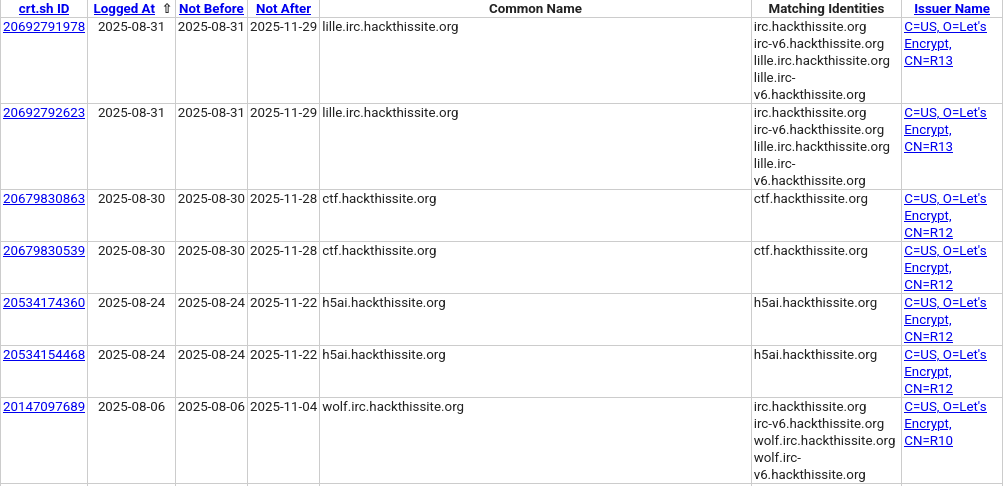 crt.sh ID Logged At ⇧ Not Before Not After Common Name Matching Identities Issuer Name
20692791978 2025-08-31 2025-08-31 2025-11-29 lille.irc.hackthissite.org irc.hackthissite.org C=US, O=Let's
irc-v6.hackthissite.org Encrypt,
lille.irc.hackthissite.org CN=R13
lille.irc-
v6.hackthissite.org
20692792623 2025-08-31 2025-08-31 2025-11-29 lille.irc.hackthissite.org irc.hackthissite.org C=US, O=Let's
irc-v6.hackthissite.org Encrypt,
lille.irc.hackthissite.org CN=R13
lille.irc-
v6.hackthissite.org
20679830863 2025-08-30 2025-08-30 2025-11-28 ctf.hackthissite.org ctf.hackthissite.org C=US, O=Let's
Encrypt,
CN=R12
20679830539 2025-08-30 2025-08-30 2025-11-28 ctf.hackthissite.org ctf.hackthissite.org C=US, O=Let's
Encrypt,
CN=R12
20534174360 2025-08-24 2025-08-24 2025-11-22 h5ai.hackthissite.org h5ai.hackthissite.org C=US, O=Let's
Encrypt,
CN=R12
20534154468 2025-08-24 2025-08-24 2025-11-22 h5ai.hackthissite.org h5ai.hackthissite.org C=US, O=Let's
Encrypt,
CN=R12
20147097689 2025-08-06 2025-08-06 2025-11-04 wolf.irc.hackthissite.org irc.hackthissite.org C=US, O=Let's
irc-v6.hackthissite.org Encrypt,
wolf.irc.hackthissite.org CN=R10
wolf.irc-
v6.hackthissite.org